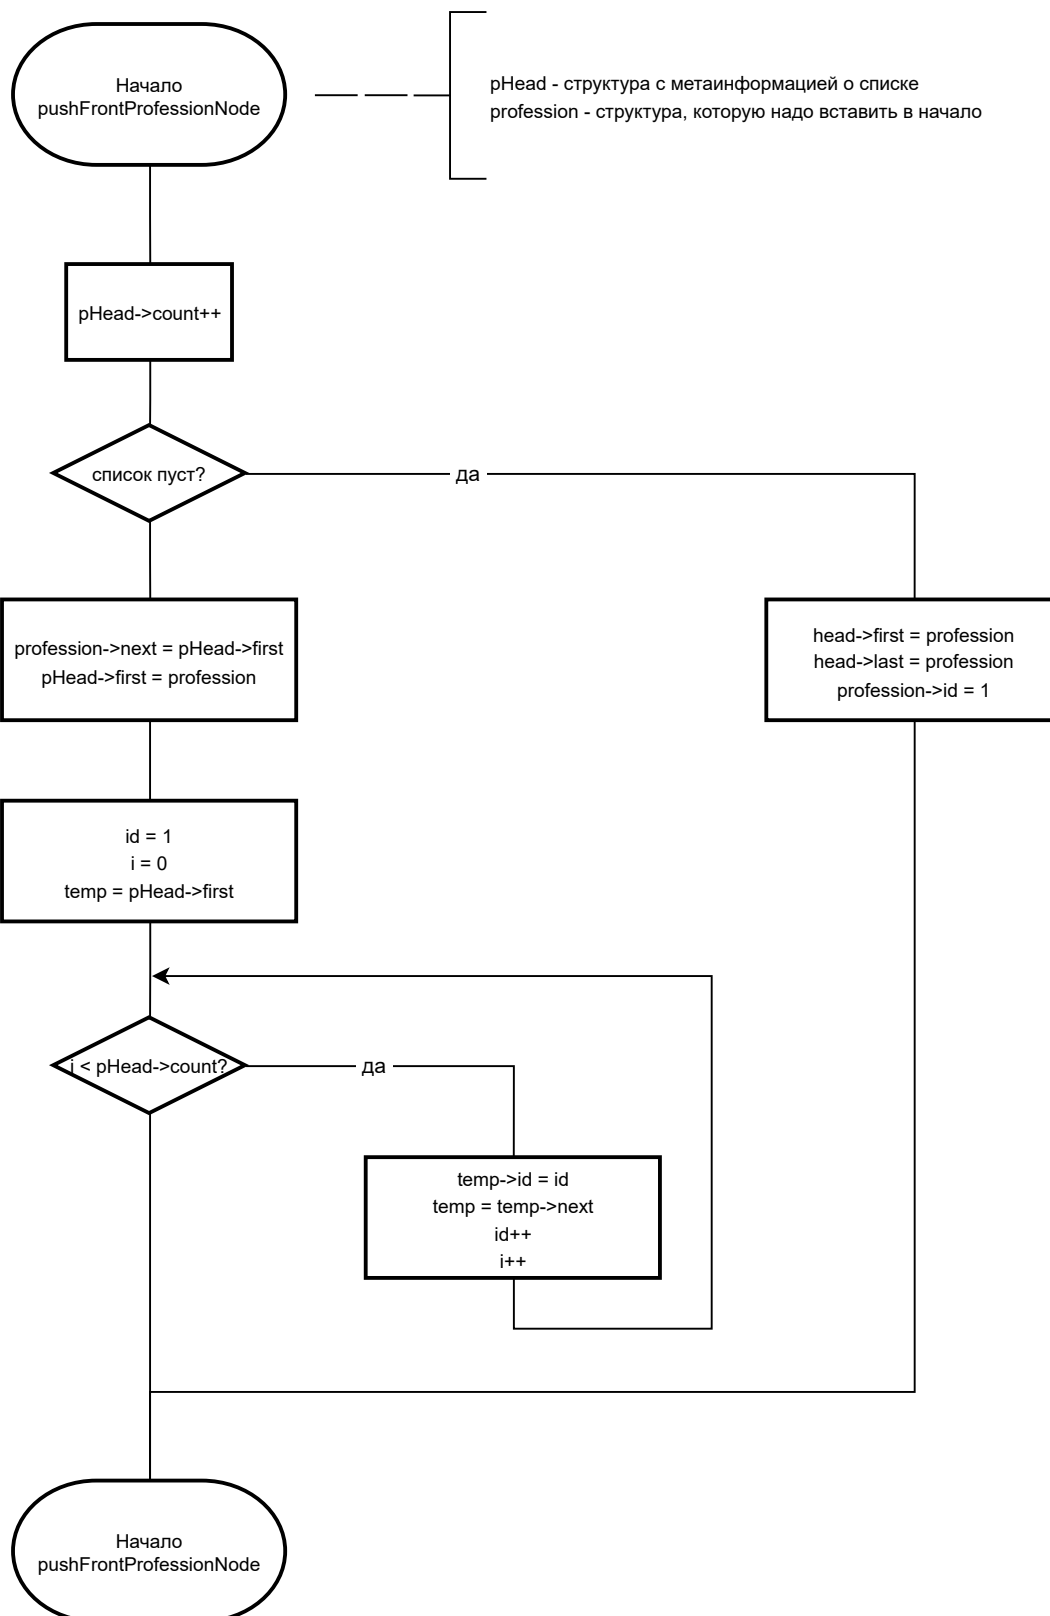 Начало
pushFrontProfessionNode
pHead - структура с метаинформацией о списке
profession - структура, которую надо вставить в начало
pHead->count++
список пуст?
да
profession->next = pHead->first
pHead->first = profession
head->first = profession
head->last = profession
profession->id = 1
id = 1
i = 0
temp = pHead->first
i < pHead->count?
да
temp->id = id
temp = temp->next
id++
i++
Начало
pushFrontProfessionNode